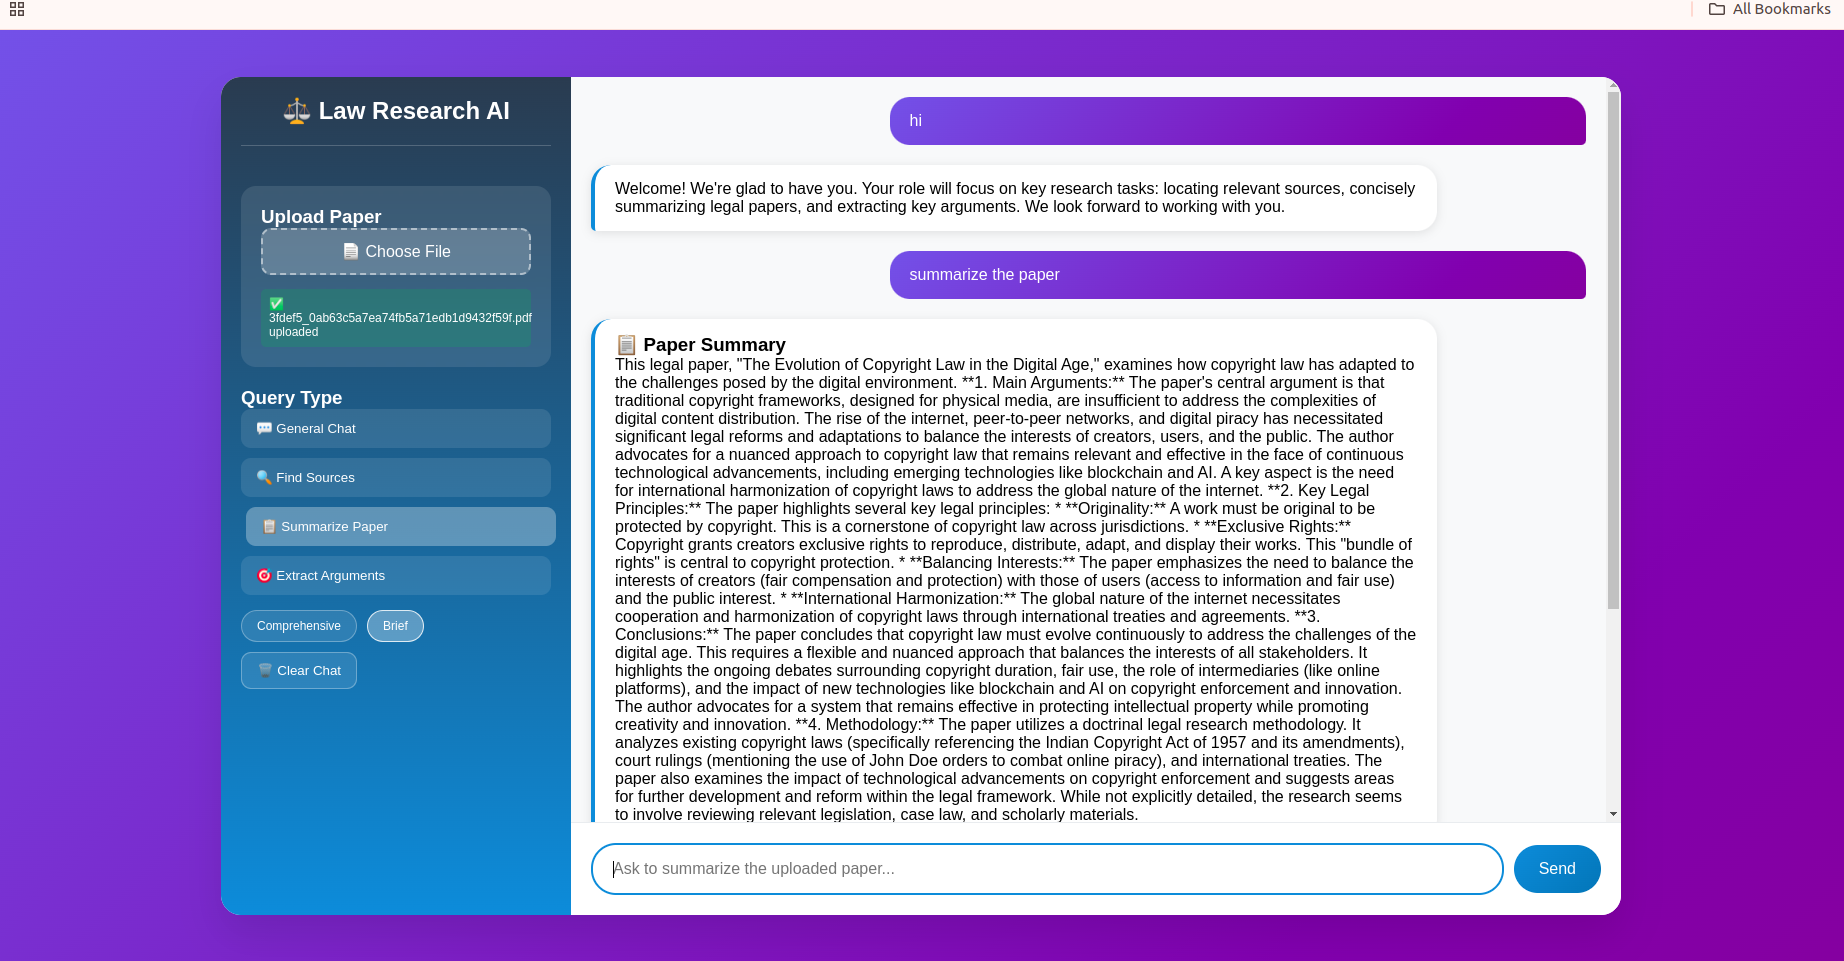 All Bookmarks
⚖️ Law Research AI
Upload Paper
📄 Choose File
✅
3fdef5_0ab63c5a7ea74fb5a71edb1d9432f59f.pdf
uploaded
Query Type
💬 General Chat
🔍 Find Sources
📋 Summarize Paper
🎯 Extract Arguments
Comprehensive
Brief
🗑️ Clear Chat
hi
Welcome! We're glad to have you. Your role will focus on key research tasks: locating relevant sources, concisely
summarizing legal papers, and extracting key arguments. We look forward to working with you.
summarize the paper
📋 Paper Summary
This legal paper, "The Evolution of Copyright Law in the Digital Age," examines how copyright law has adapted to
the challenges posed by the digital environment. **1. Main Arguments:** The paper's central argument is that
traditional copyright frameworks, designed for physical media, are insufficient to address the complexities of
digital content distribution. The rise of the internet, peer-to-peer networks, and digital piracy has necessitated
significant legal reforms and adaptations to balance the interests of creators, users, and the public. The author
advocates for a nuanced approach to copyright law that remains relevant and effective in the face of continuous
technological advancements, including emerging technologies like blockchain and AI. A key aspect is the need
for international harmonization of copyright laws to address the global nature of the internet. **2. Key Legal
Principles:** The paper highlights several key legal principles: * **Originality:** A work must be original to be
protected by copyright. This is a cornerstone of copyright law across jurisdictions. * **Exclusive Rights:**
Copyright grants creators exclusive rights to reproduce, distribute, adapt, and display their works. This "bundle of
rights" is central to copyright protection. * **Balancing Interests:** The paper emphasizes the need to balance the
interests of creators (fair compensation and protection) with those of users (access to information and fair use)
and the public interest. * **International Harmonization:** The global nature of the internet necessitates
cooperation and harmonization of copyright laws through international treaties and agreements. **3.
Conclusions:** The paper concludes that copyright law must evolve continuously to address the challenges of the
digital age. This requires a flexible and nuanced approach that balances the interests of all stakeholders. It
highlights the ongoing debates surrounding copyright duration, fair use, the role of intermediaries (like online
platforms), and the impact of new technologies like blockchain and AI on copyright enforcement and innovation.
The author advocates for a system that remains effective in protecting intellectual property while promoting
creativity and innovation. **4. Methodology:** The paper utilizes a doctrinal legal research methodology. It
analyzes existing copyright laws (specifically referencing the Indian Copyright Act of 1957 and its amendments),
court rulings (mentioning the use of John Doe orders to combat online piracy), and international treaties. The
paper also examines the impact of technological advancements on copyright enforcement and suggests areas
for further development and reform within the legal framework. While not explicitly detailed, the research seems
to involve reviewing relevant legislation, case law, and scholarly materials.
Ask to summarize the uploaded paper...
Send